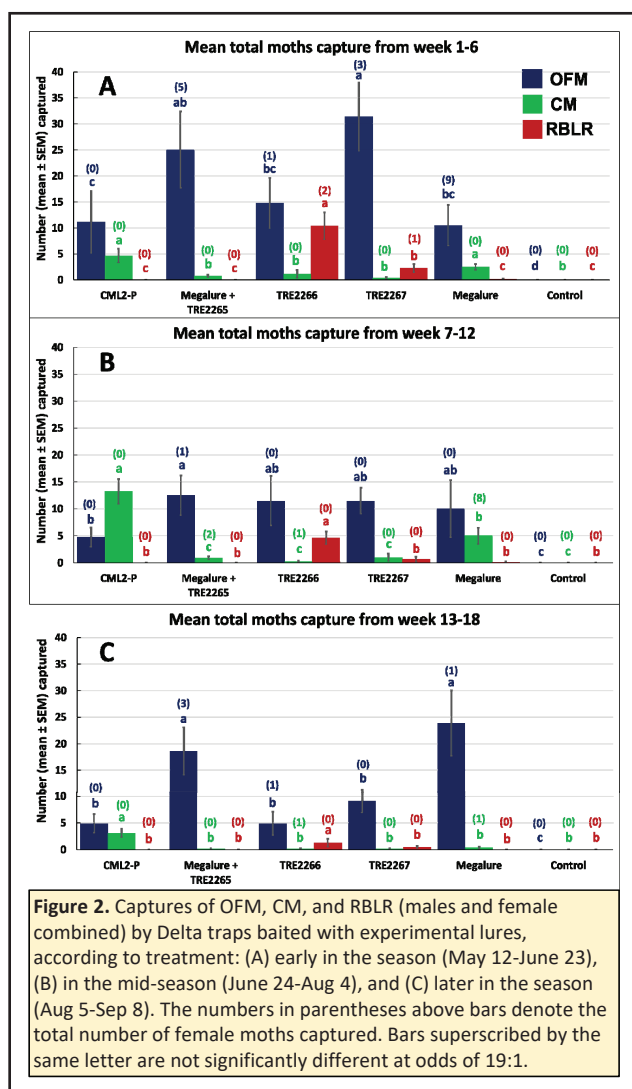 Mean total moths capture from week 1-6
A
OFM
CM
RBLR
Number (mean ± SEM) captured
40
35
30
25
20
15
10
5
0
(0) c (0) a (0) c
(5) ab (0) b (0) c
(1) bc (0) b (2) a
(3) a (0) b (1) b
(9) bc (0) a (0) c
(0) d (0) b (0) c
CML2-P Megalure + TRE2266 TRE2267 Megalure Control
TRE2265
Mean total moths capture from week 7-12
B
Number (mean ± SEM) captured
40
35
30
25
20
15
10
5
0
(0) b (0) a (0) b
(1) a (2) c (0) b
(0) ab (1) c (0) a
(0) ab (0) c (0) b
(0) ab (8) b (0) b
(0) c (0) c (0) b
CML2-P Megalure + TRE2266 TRE2267 Megalure Control
TRE2265
Mean total moths capture from week 13-18
C
Number (mean ± SEM) captured
40
35
30
25
20
15
10
5
0
(0) b (0) a (0) b
(3) a (0) b (0) b
(1) b (1) b (0) a
(0) b (0) b (0) b
(1) a (1) b (0) b
(0) c (0) b (0) b
CML2-P Megalure + TRE2266 TRE2267 Megalure Control
TRE2265
Figure 2. Captures of OFM, CM, and RBLR (males and female
combined) by Delta traps baited with experimental lures,
according to treatment: (A) early in the season (May 12-June 23),
(B) in the mid-season (June 24-Aug 4), and (C) later in the season
(Aug 5-Sep 8). The numbers in parentheses above bars denote the
total number of female moths captured. Bars superscribed by the
same letter are not significantly different at odds of 19:1.